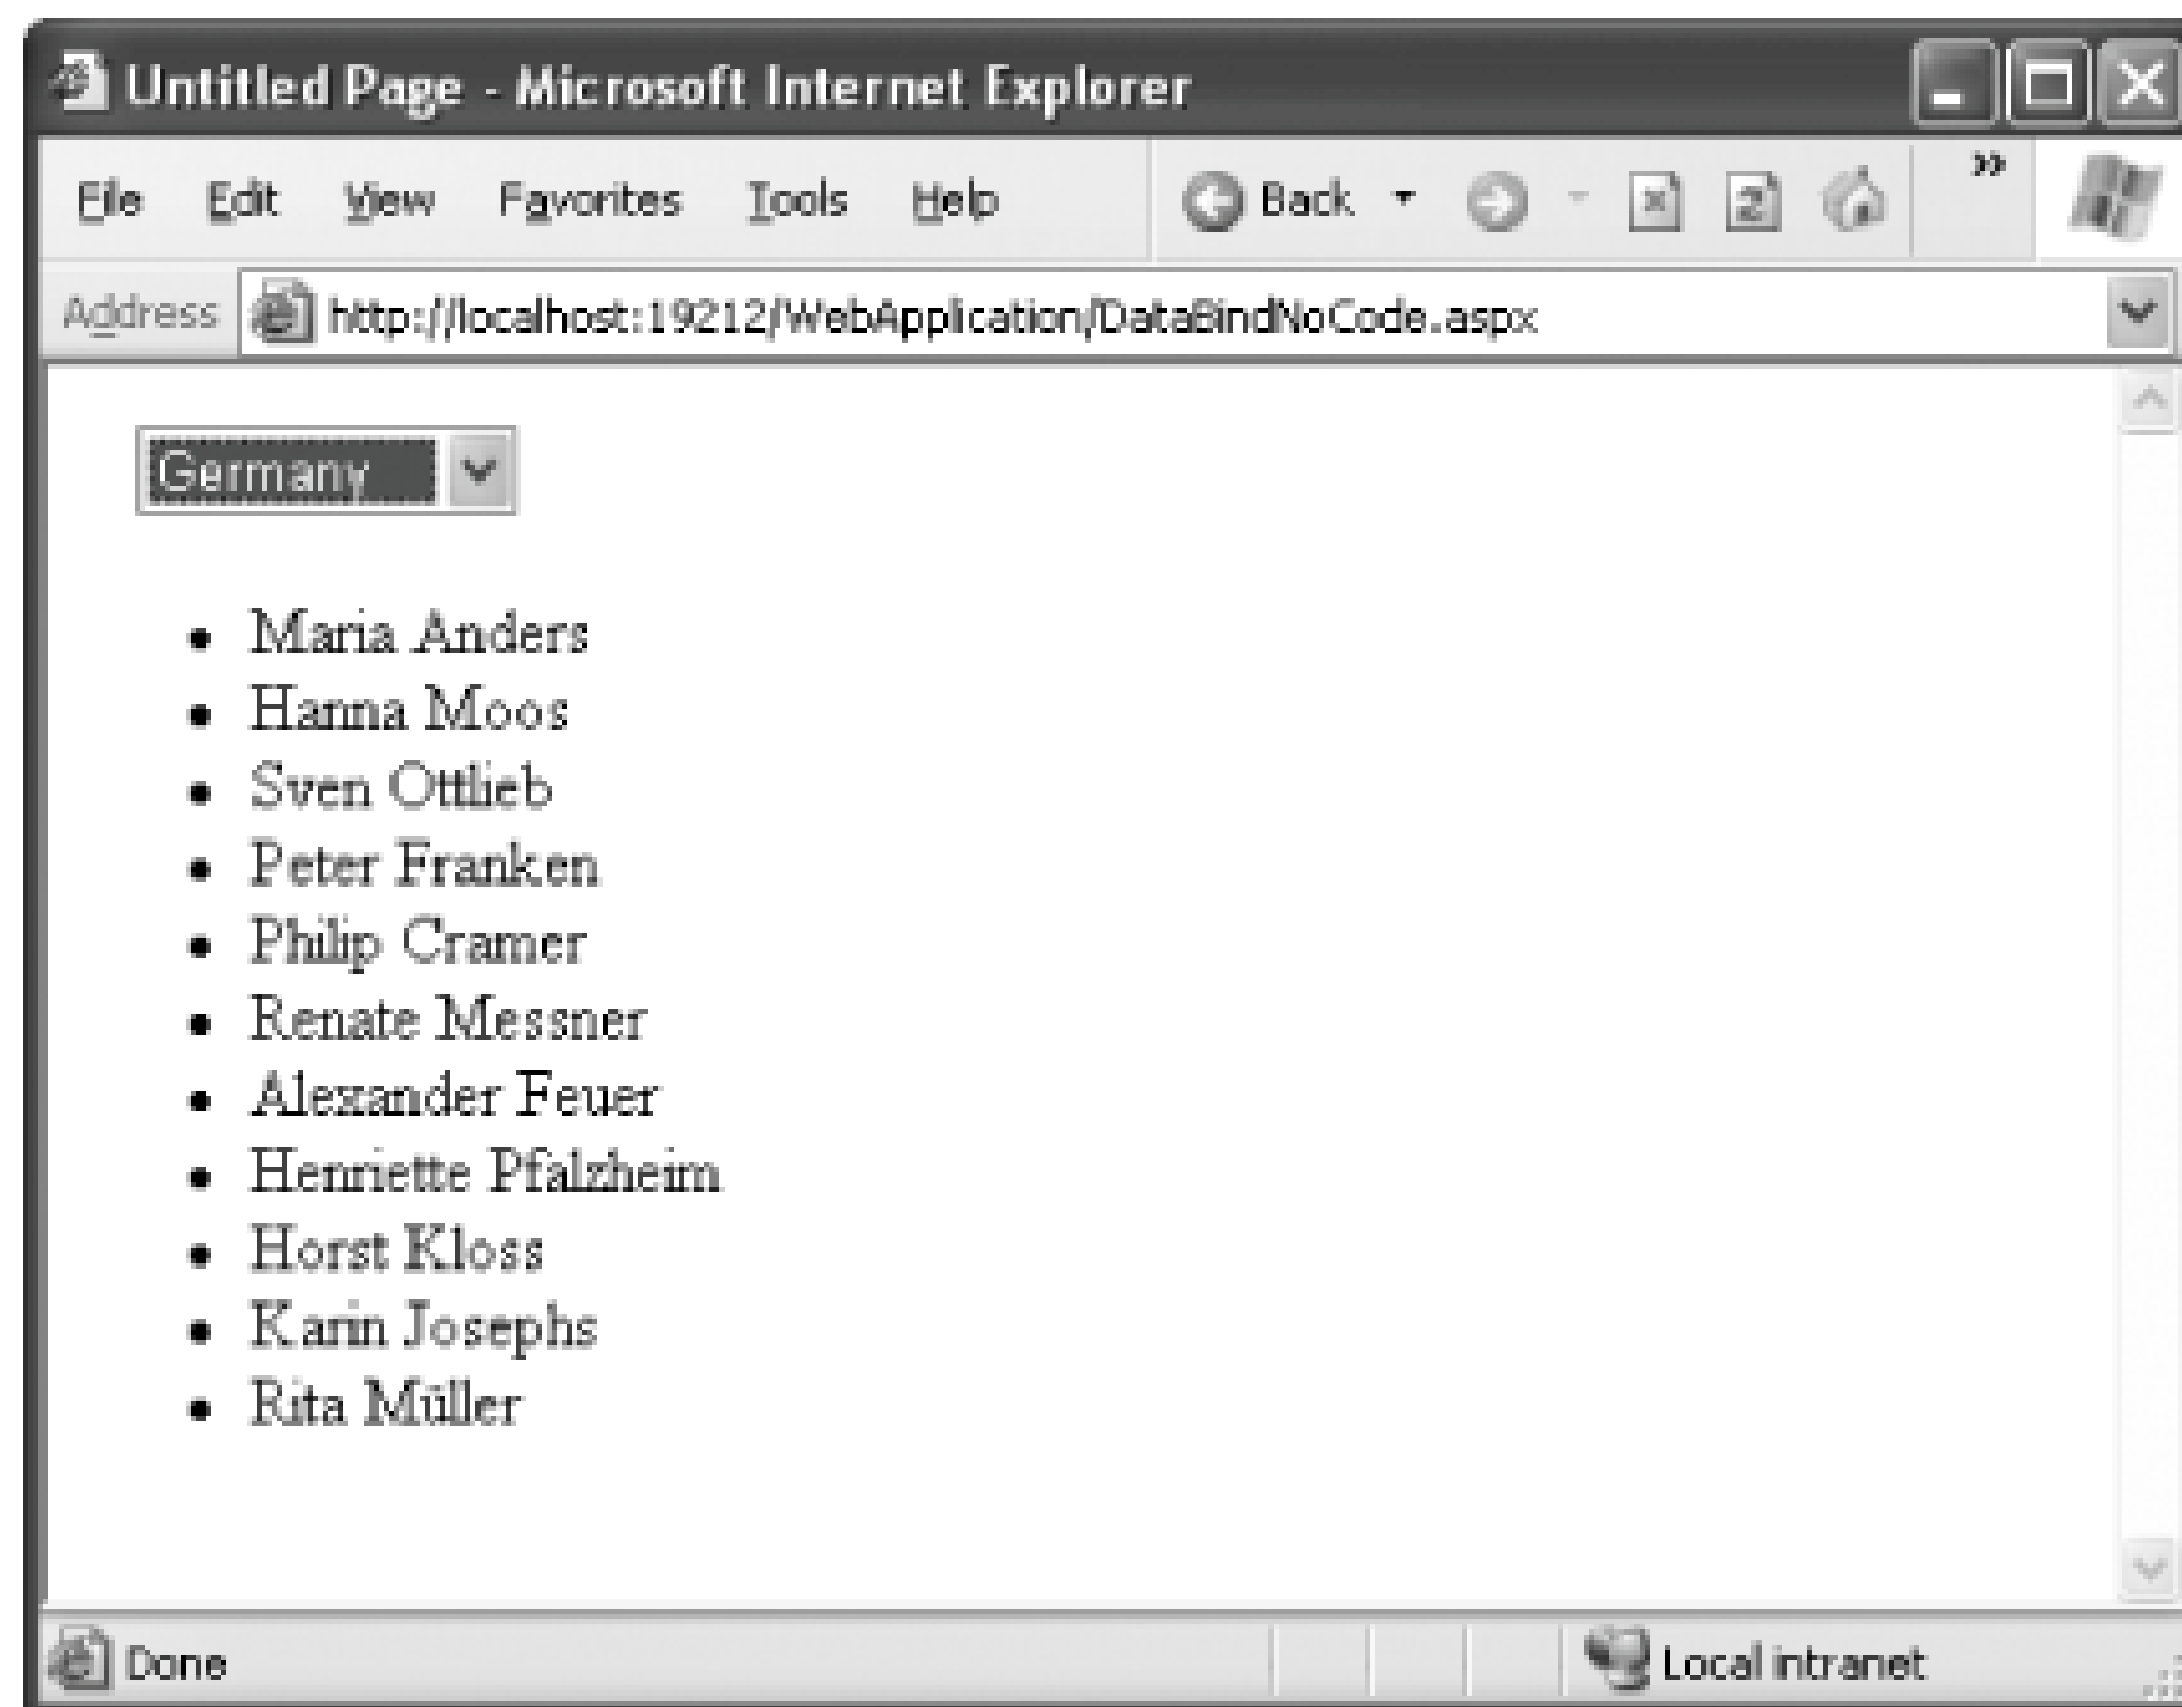 Untitled Page - Microsoft Internet Explorer
File Edit View Favorites Tools Help Back »
Address http://localhost:19212/WebApplication/DataBindNoCode.aspx
Germany
• Maria Anders
• Hanna Moos
• Sven Ottlieb
• Peter Franken
• Philip Cramer
• Renate Messner
• Alexander Feuer
• Henriette Pfalzheim
• Horst Kloss
• Karin Josephs
• Rita Müller
Done Local intranet